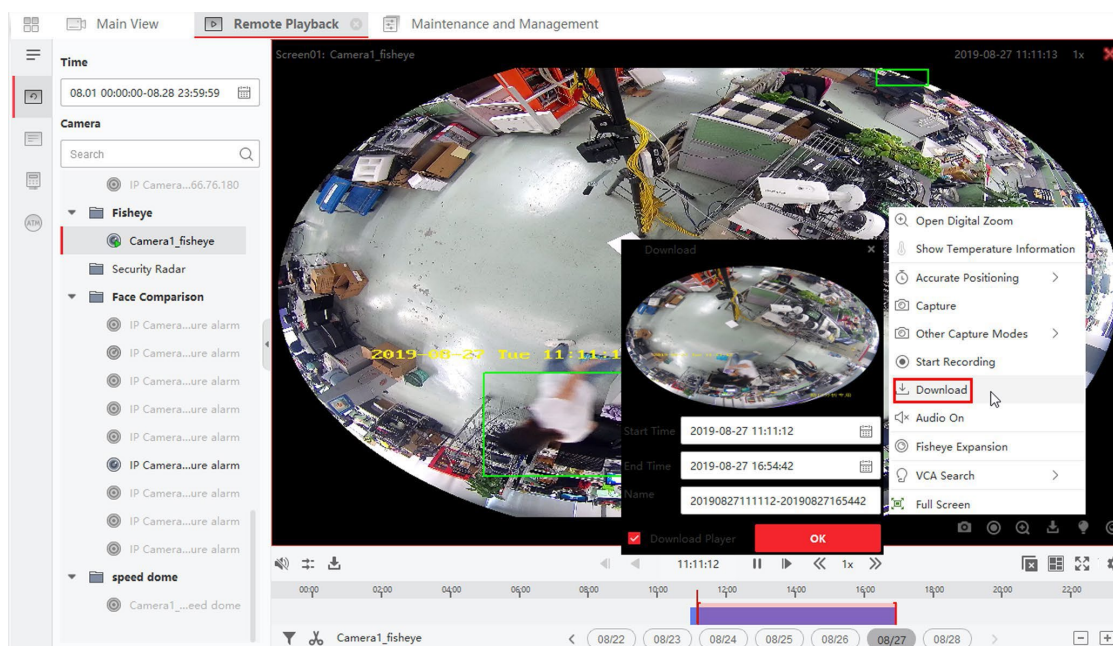 Main View
Remote Playback
Maintenance and Management
Time
08.01 00:00:00-08.28 23:59:59
Camera
Search
IP Camera...66.76.180
Fisheye
Camera1_fisheye
Security Radar
Face Comparison
IP Camera...ure alarm
IP Camera...ure alarm
IP Camera...ure alarm
IP Camera...ure alarm
IP Camera...ure alarm
IP Camera...ure alarm
IP Camera...ure alarm
IP Camera...ure alarm
IP Camera...ure alarm
speed dome
Camera1_...eed dome
ATM
Screen01: Camera1_fisheye
2019-08-27 11:11:13 1x
2019-08-27 Tue 11:11:1
Download
Start Time
2019-08-27 11:11:12
End Time
2019-08-27 16:54:42
Name
20190827111112-20190827165442
Download Player
OK
Open Digital Zoom
Show Temperature Information
Accurate Positioning
Capture
Other Capture Modes
Start Recording
Download
Audio On
Fisheye Expansion
VCA Search
Full Screen
11:11:12
1x
00:00 02:00 04:00 06:00 08:00 10:00 12:00 14:00 16:00 18:00 20:00 22:00
Camera1_fisheye
08/22 08/23 08/24 08/25 08/26 08/27 08/28